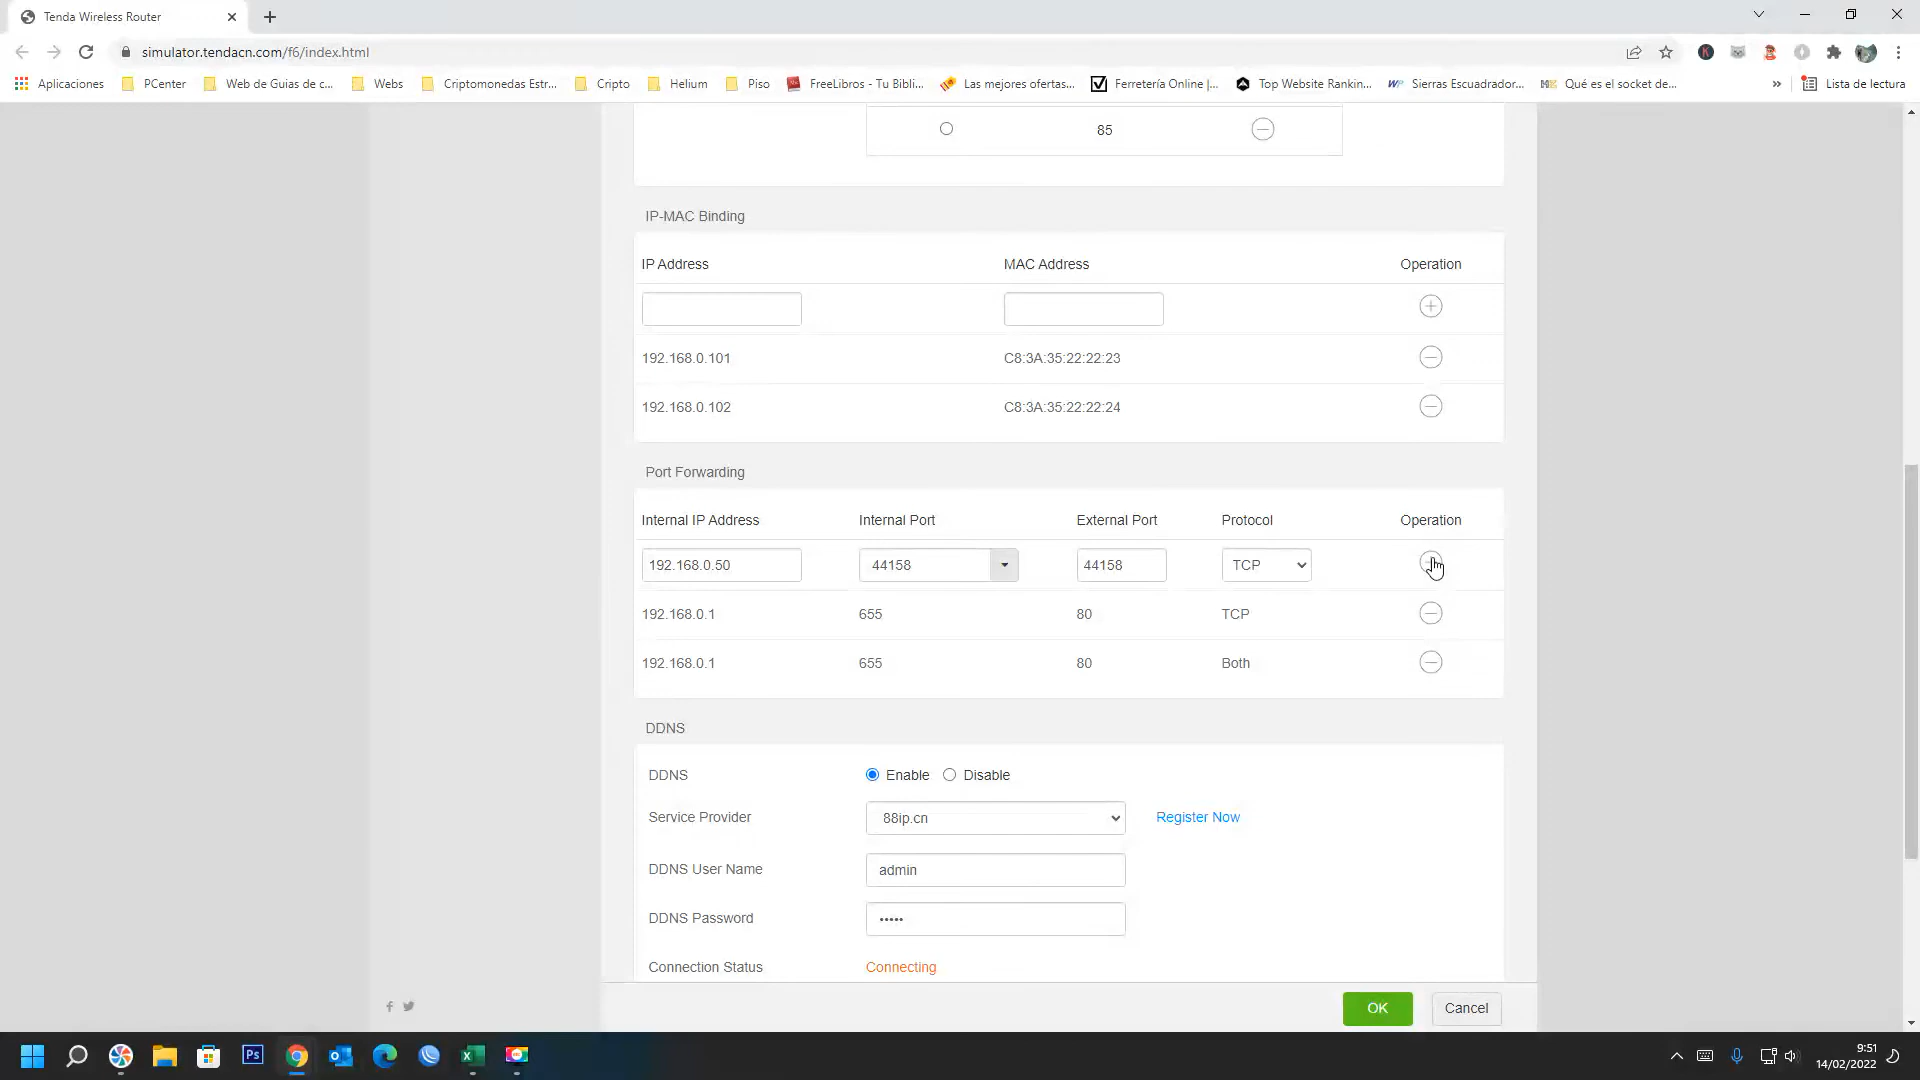 Tenda Wireless Router
simulator.tendacn.com/f6/index.html
Aplicaciones PCenter Web de Guias de c... Webs Criptomonedas Estr... Cripto Helium Piso FreeLibros - Tu Bibli... Las mejores ofertas... Ferretería Online |... Top Website Rankin... Sierras Escuadrador... Qué es el socket de... » Lista de lectura
85
IP-MAC Binding
IP Address MAC Address Operation
192.168.0.101 C8:3A:35:22:22:23
192.168.0.102 C8:3A:35:22:22:24
Port Forwarding
Internal IP Address Internal Port External Port Protocol Operation
192.168.0.50 44158 44158 TCP
192.168.0.1 655 80 TCP
192.168.0.1 655 80 Both
DDNS
DDNS Enable Disable
Service Provider 88ip.cn Register Now
DDNS User Name admin
DDNS Password •••••
Connection Status Connecting
OK Cancel
Ps
9:51
14/02/2022